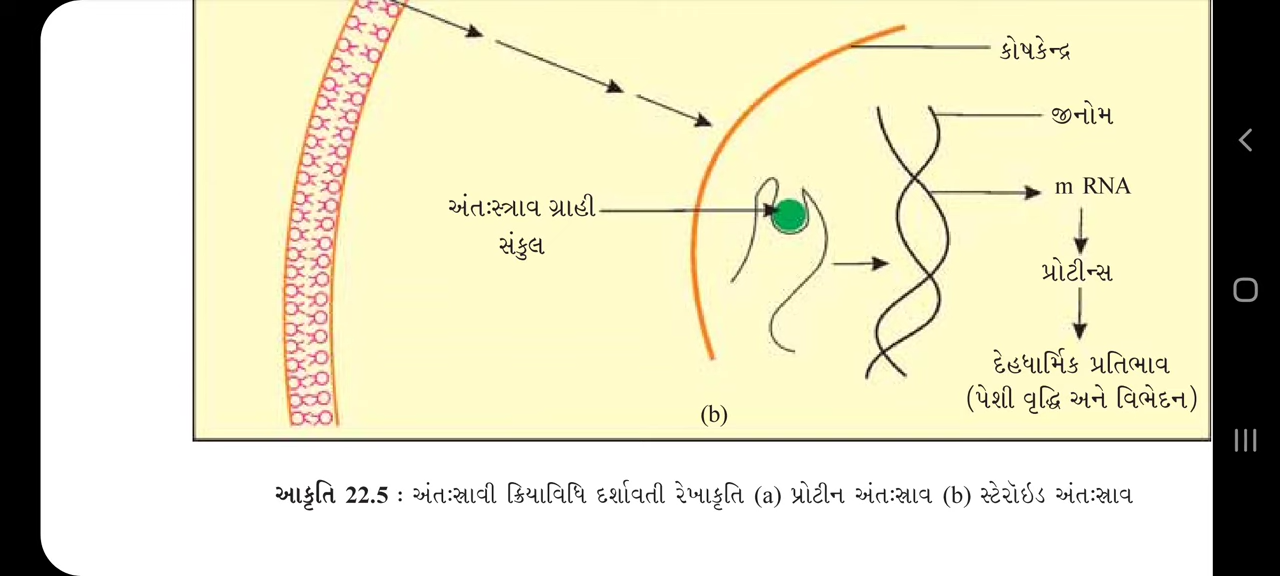 કોષકેન્દ્ર
જીનોમ
m RNA
અંતઃસ્ત્રાવ ગ્રાહી
સંકુલ
પ્રોટીન્સ
દેહધાર્મિક પ્રતિભાવ
(પેશી વૃદ્ધિ અને વિભેદન)
(b)
આકૃતિ 22.5 : અંતઃસ્રાવી ક્રિયાવિધિ દર્શાવતી રેખાકૃતિ (a) પ્રોટીન અંતઃસ્રાવ (b) સ્ટેરૉઇડ અંતઃસ્રાવ